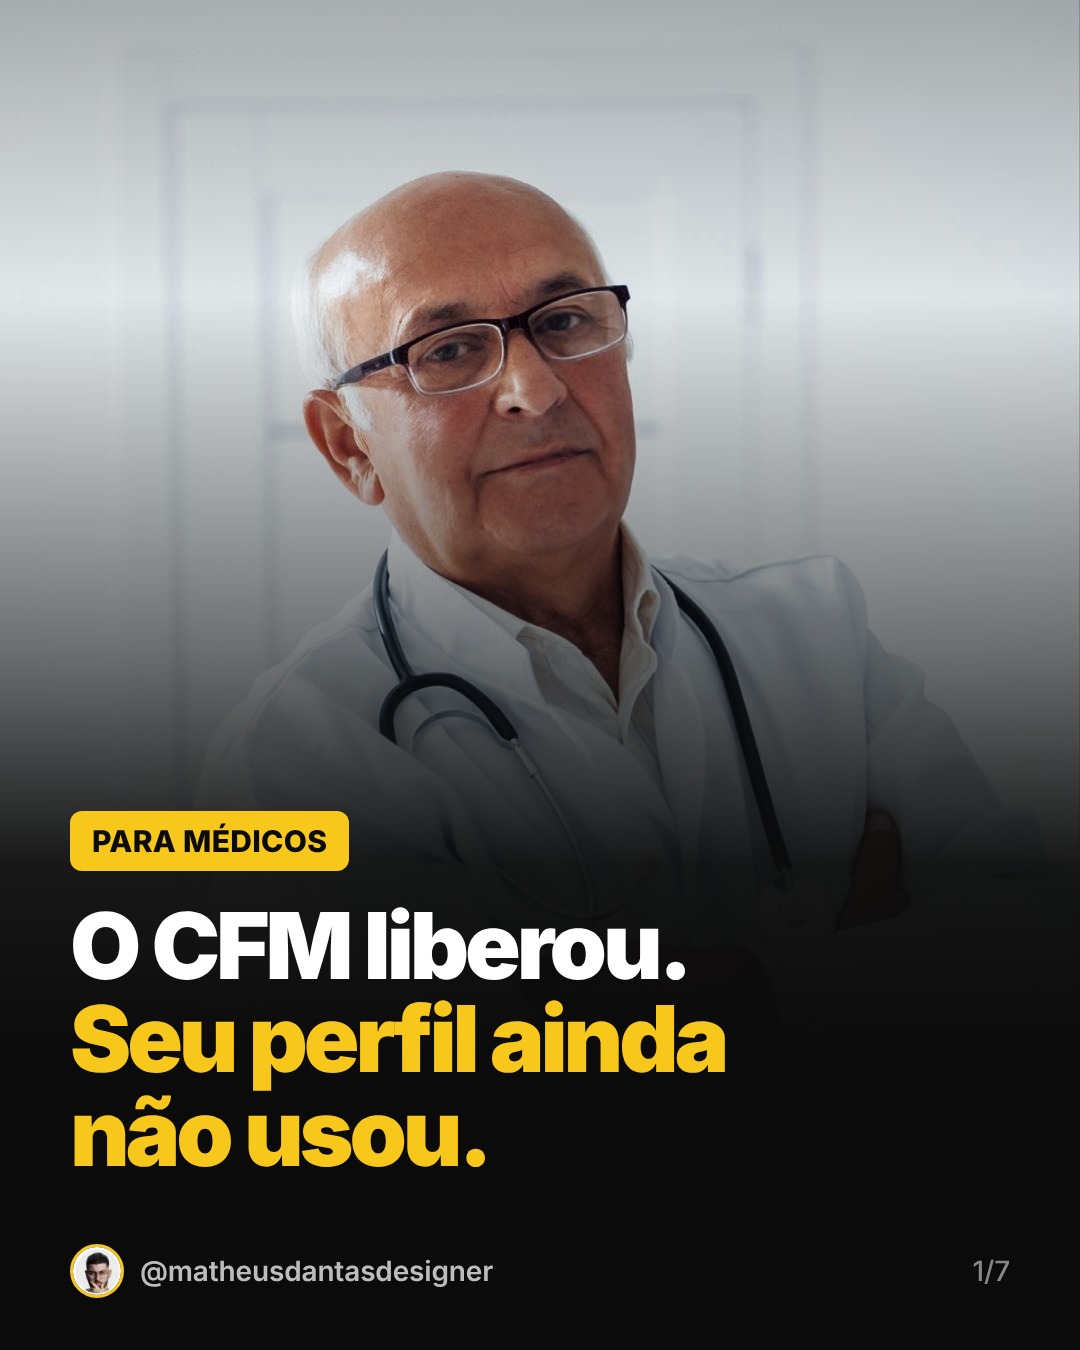 PARA MÉDICOS
O CFM liberou.
Seu perfil ainda
não usou.
@matheusdantasdesigner
1/7